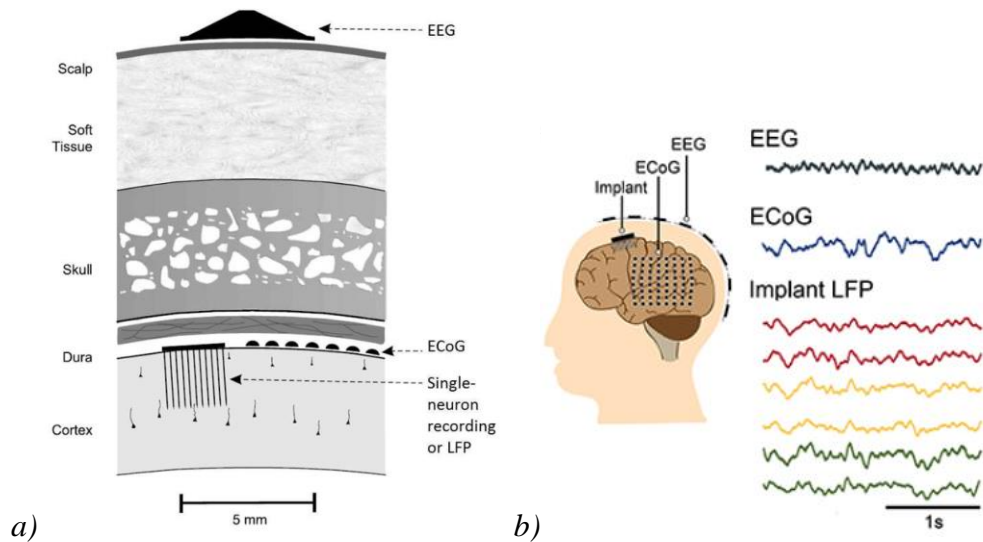 EEG
Scalp
Soft
Tissue
Skull
Dura
ECoG
Single-
neuron
recording
or LFP
Cortex
5 mm
a)
EEG
ECoG
Implant
EEG
ECoG
Implant LFP
1s
b)